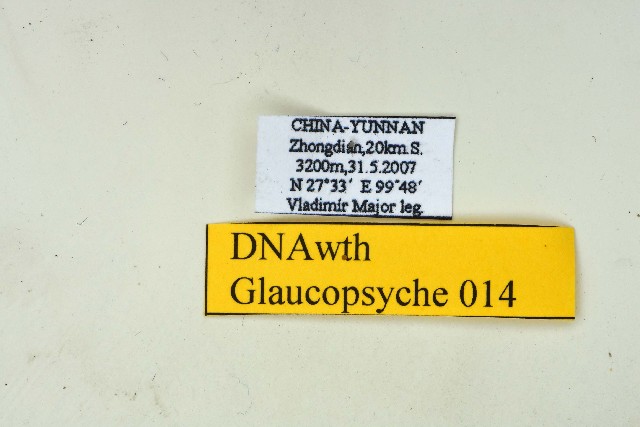 CHINA-YUNNAN
Zhongdian,20km S.
3200m,31.5.2007
N 27°33′ E 99°48′
Vladimir Major leg.
DNAwth
Glaucopsyche 014